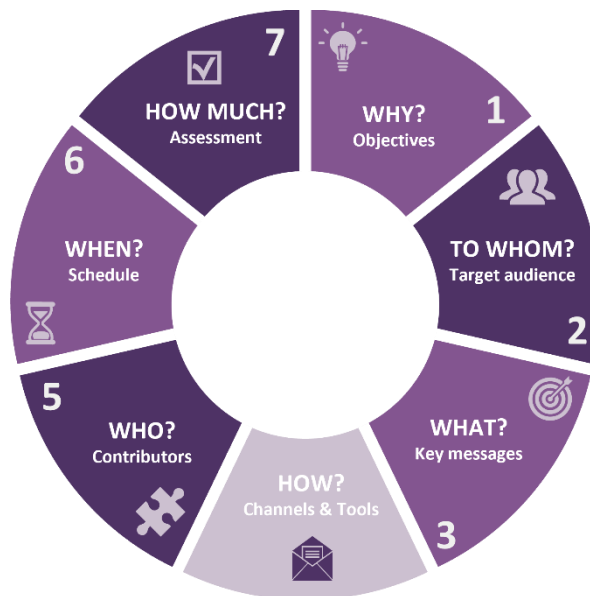 1
WHY?
Objectives
2
TO WHOM?
Target audience
3
WHAT?
Key messages
HOW?
Channels & Tools
5
WHO?
Contributors
6
WHEN?
Schedule
7
HOW MUCH?
Assessment